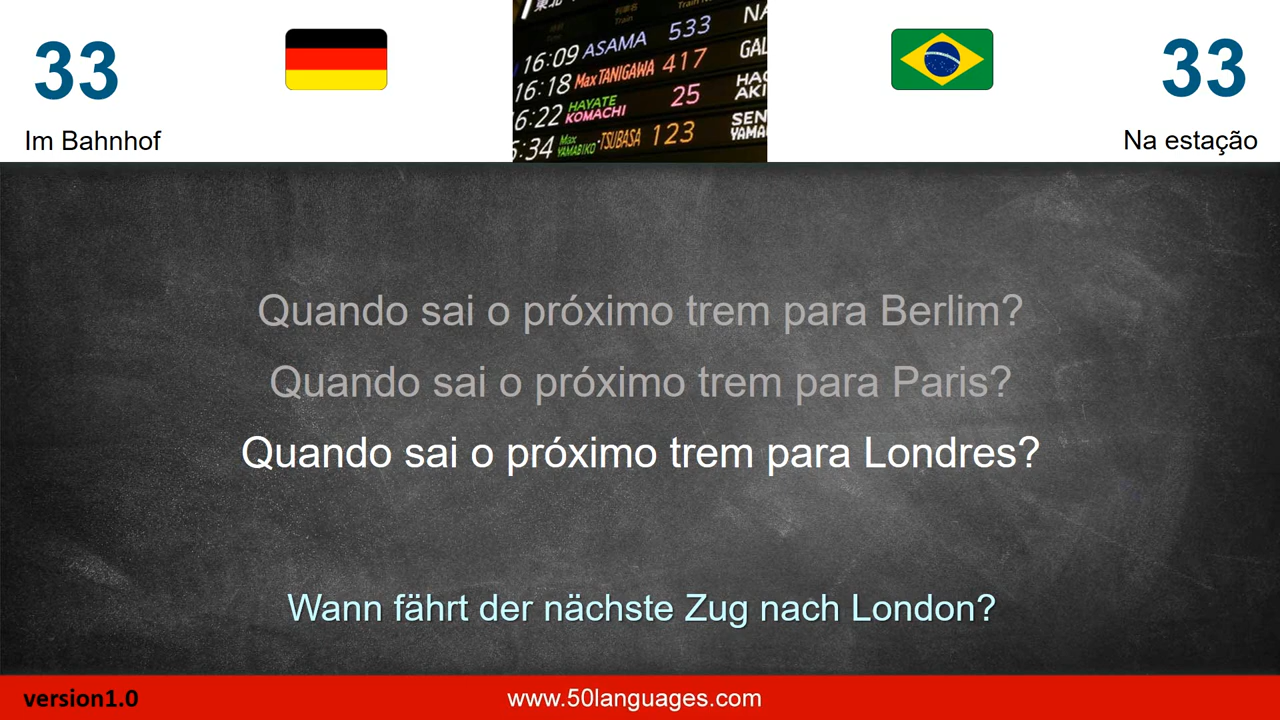 33
Im Bahnhof
16:09 ASAMA 533
16:18 Max TANIGAWA 417
6:22 HAYATE KOMACHI 25
:34 Max YAMABIKO TSUBASA 123
33
Na estação
Quando sai o próximo trem para Berlim?
Quando sai o próximo trem para Paris?
Quando sai o próximo trem para Londres?
Wann fährt der nächste Zug nach London?
version1.0
www.50languages.com